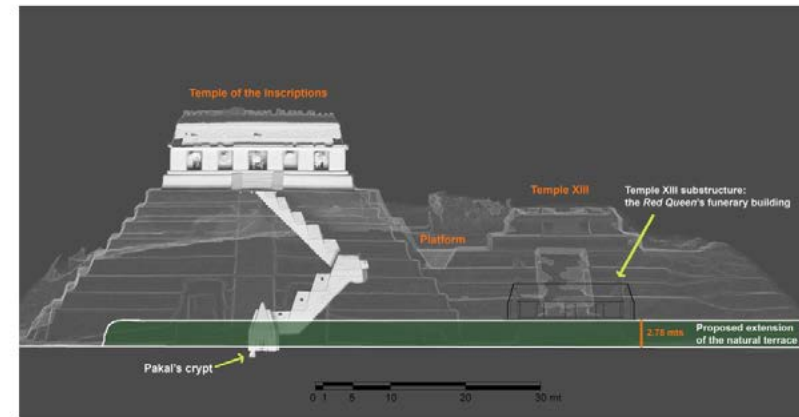 Temple of the Inscriptions
Temple XIII
Temple XIII substructure:
the Red Queen's funerary building
Platform
2.75 mts
Proposed extension
of the natural terrace
Pakal's crypt
0 1 5 10 20 30 mt